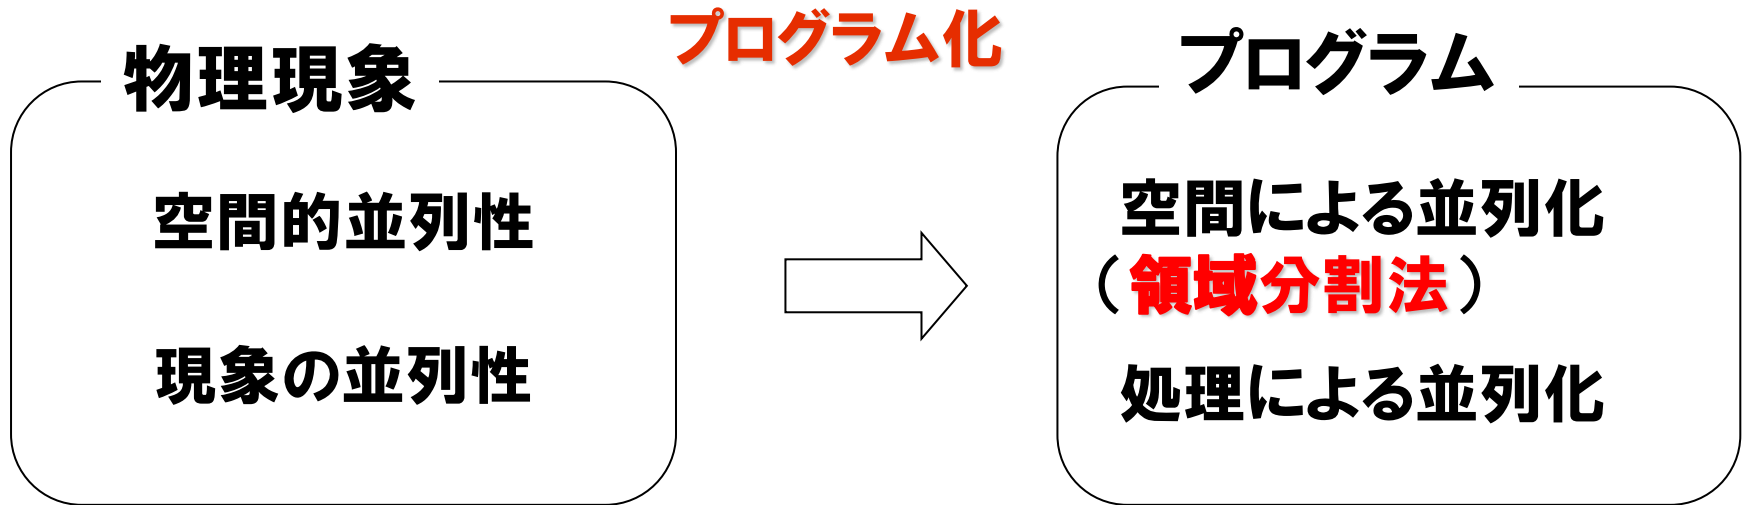 プログラム化
物理現象
空間的並列性
現象の並列性
プログラム
空間による並列化
（領域分割法）
処理による並列化